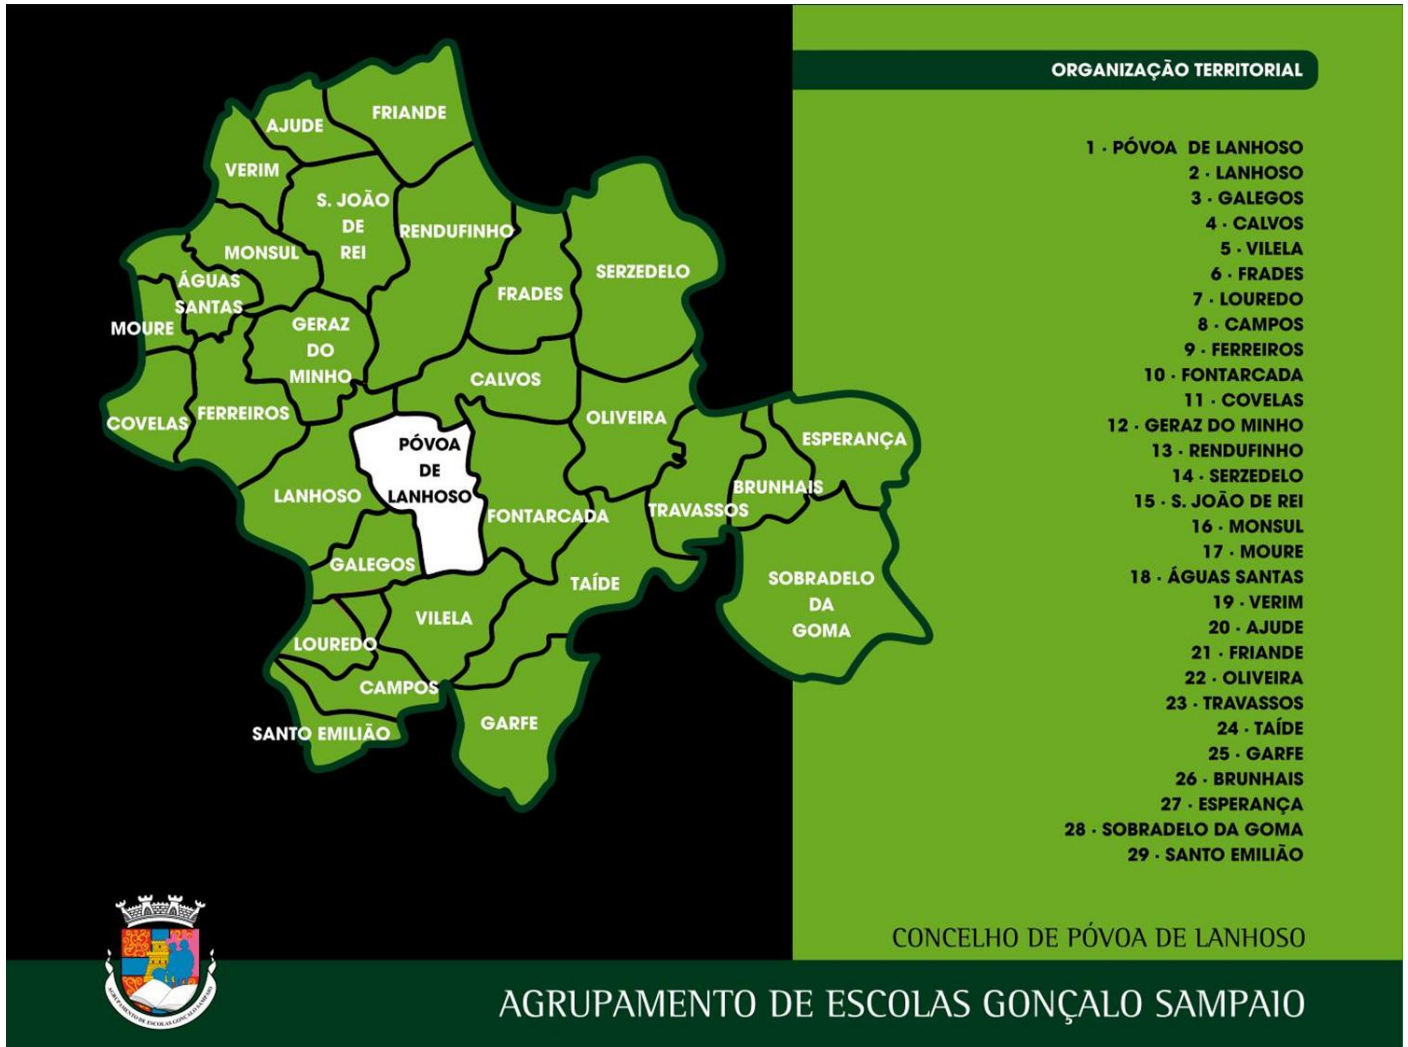 ORGANIZAÇÃO TERRITORIAL
FRIANDE
AJUDE
VERIM
S. JOÃO
DE
REI
RENDUFINHO
MONSUL
SERZEDELO
ÁGUAS
SANTAS
FRADES
MOURE
GERAZ
DO
MINHO
CALVOS
COVELAS
FERREIROS
OLIVEIRA
PÓVOA
DE
LANHOSO
ESPERANÇA
LANHOSO
BRUNHAIS
FONTARCADA
TRAVASSOS
GALEGOS
TAÍDE
SOBRADELO
DA
GOMA
VILELA
LOUREDO
CAMPOS
GARFE
SANTO EMILIÃO
1 · PÓVOA DE LANHOSO
2 · LANHOSO
3 · GALEGOS
4 · CALVOS
5 · VILELA
6 · FRADES
7 · LOUREDO
8 · CAMPOS
9 · FERREIROS
10 · FONTARCADA
11 · COVELAS
12 · GERAZ DO MINHO
13 · RENDUFINHO
14 · SERZEDELO
15 · S. JOÃO DE REI
16 · MONSUL
17 · MOURE
18 · ÁGUAS SANTAS
19 · VERIM
20 · AJUDE
21 · FRIANDE
22 · OLIVEIRA
23 · TRAVASSOS
24 · TAÍDE
25 · GARFE
26 · BRUNHAIS
27 · ESPERANÇA
28 · SOBRADELO DA GOMA
29 · SANTO EMILIÃO
CONCELHO DE PÓVOA DE LANHOSO
AGRUPAMENTO DE ESCOLAS GONÇALO SAMPAIO
AGRUPAMENTO DE ESCOLAS GONÇALO SAMPAIO